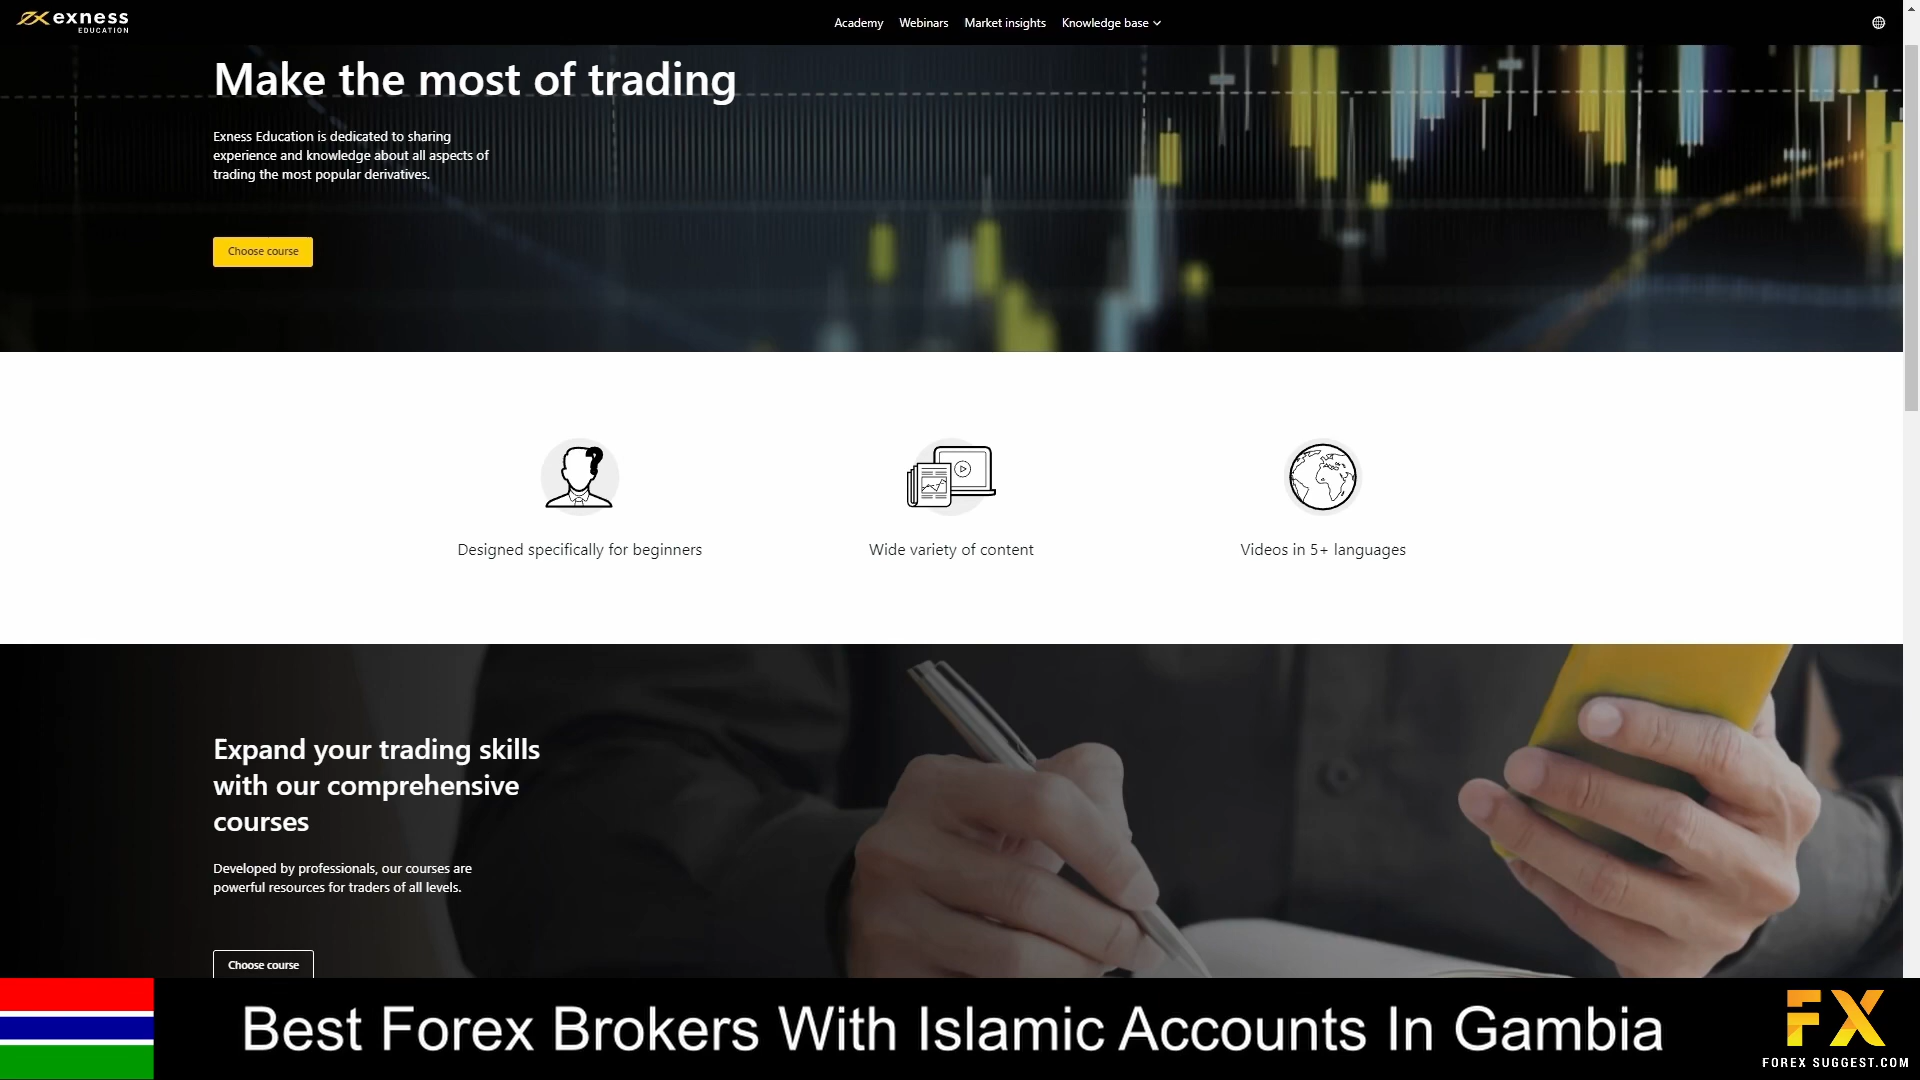 exness
EDUCATION
Academy Webinars Market insights Knowledge base
Make the most of trading
Exness Education is dedicated to sharing
experience and knowledge about all aspects of
trading the most popular derivatives.
Choose course
Designed specifically for beginners
Wide variety of content
Videos in 5+ languages
Expand your trading skills
with our comprehensive
courses
Developed by professionals, our courses are
powerful resources for traders of all levels.
Choose course
Best Forex Brokers With Islamic Accounts In Gambia
FX
FOREX SUGGEST.COM